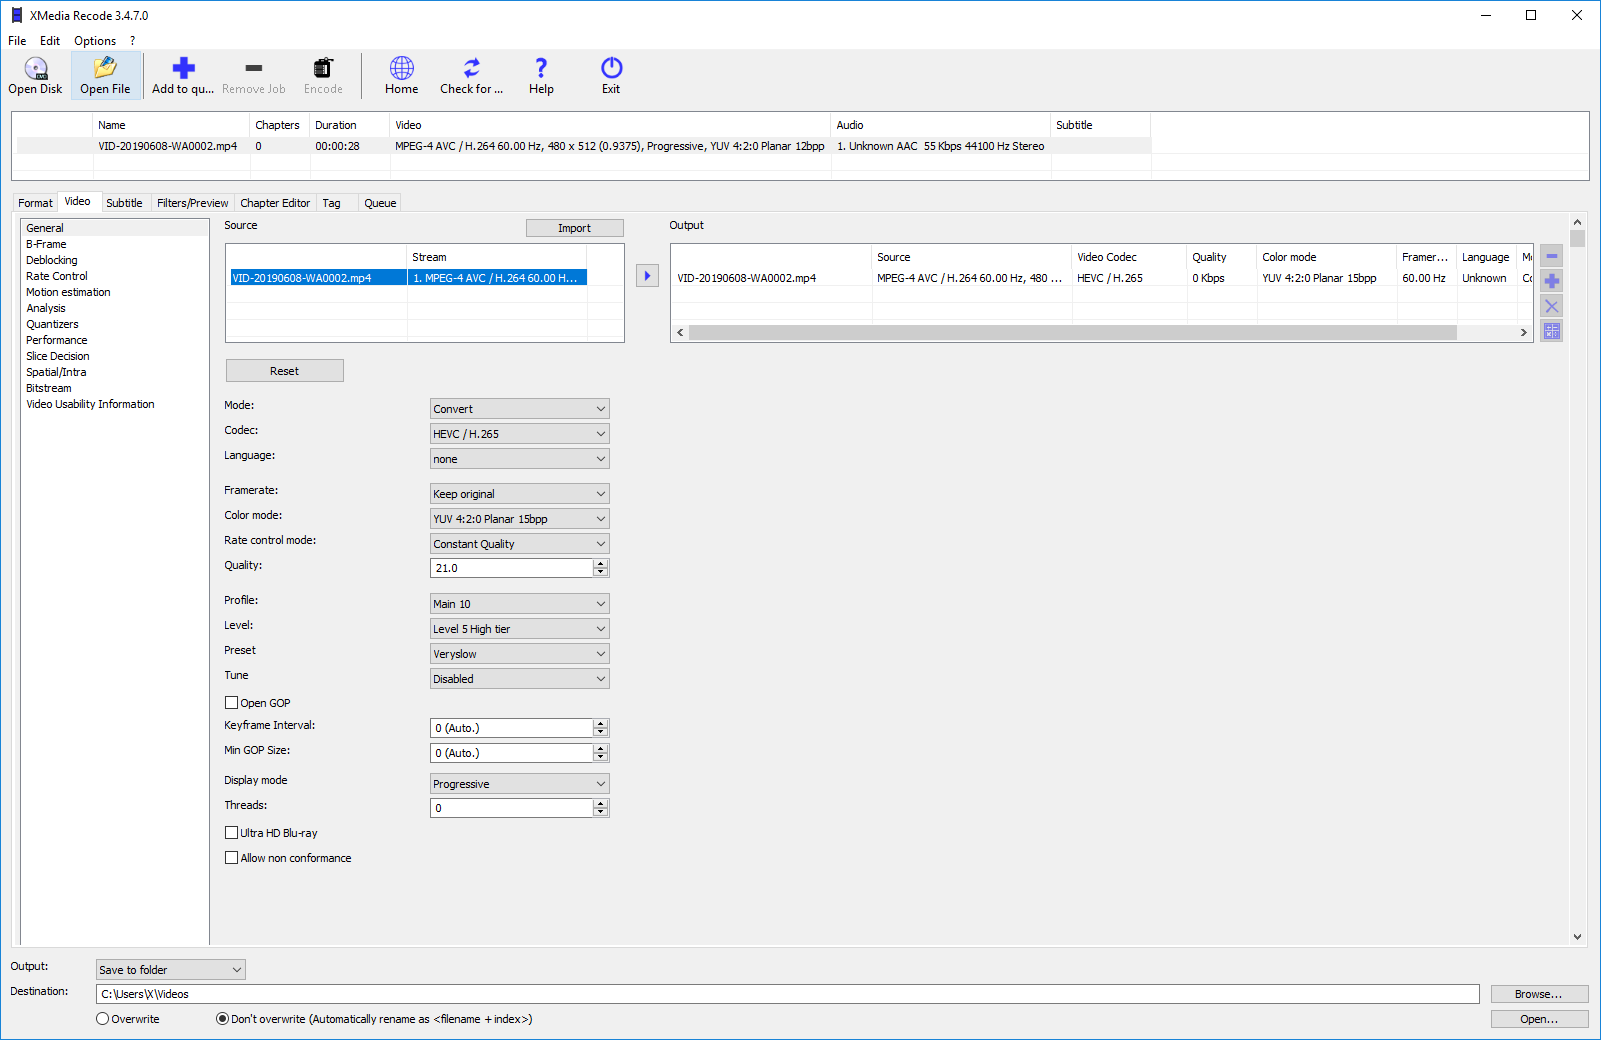 XMedia Recode 3.4.7.0
File Edit Options ?
Open Disk Open File Add to qu... Remove Job Encode Home Check for ... Help Exit
Name Chapters Duration Video Audio Subtitle
VID-20190608-WA0002.mp4 0 00:00:28 MPEG-4 AVC / H.264 60.00 Hz, 480 x 512 (0.9375), Progressive, YUV 4:2:0 Planar 12bpp 1. Unknown AAC 55 Kbps 44100 Hz Stereo
Format Video Subtitle Filters/Preview Chapter Editor Tag Queue
General
B-Frame
Deblocking
Rate Control
Motion estimation
Analysis
Quantizers
Performance
Slice Decision
Spatial/Intra
Bitstream
Video Usability Information
Source Import
Stream
VID-20190608-WA0002.mp4 1. MPEG-4 AVC / H.264 60.00 H...
Output
Source Video Codec Quality Color mode Framer... Language Mo
VID-20190608-WA0002.mp4 MPEG-4 AVC / H.264 60.00 Hz, 480 ... HEVC / H.265 0 Kbps YUV 4:2:0 Planar 15bpp 60.00 Hz Unknown Co
Reset
Mode: Convert
Codec: HEVC / H.265
Language: none
Framerate: Keep original
Color mode: YUV 4:2:0 Planar 15bpp
Rate control mode: Constant Quality
Quality: 21.0
Profile: Main 10
Level: Level 5 High tier
Preset Veryslow
Tune Disabled
Open GOP
Keyframe Interval: 0 (Auto.)
Min GOP Size: 0 (Auto.)
Display mode Progressive
Threads: 0
Ultra HD Blu-ray
Allow non conformance
Output: Save to folder
Destination: C:\Users\X\Videos Browse...
Overwrite Don't overwrite (Automatically rename as <filename + index>) Open...